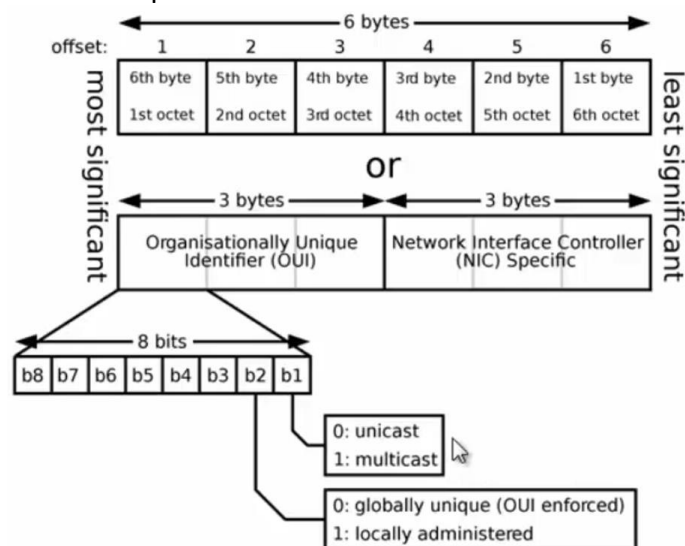 6 bytes
offset: 1 2 3 4 5 6
most significant
6th byte 5th byte 4th byte 3rd byte 2nd byte 1st byte
1st octet 2nd octet 3rd octet 4th octet 5th octet 6th octet
least significant
or
3 bytes 3 bytes
Organisationally Unique
Identifier (OUI)
Network Interface Controller
(NIC) Specific
8 bits
b8 b7 b6 b5 b4 b3 b2 b1
0: unicast
1: multicast
0: globally unique (OUI enforced)
1: locally administered